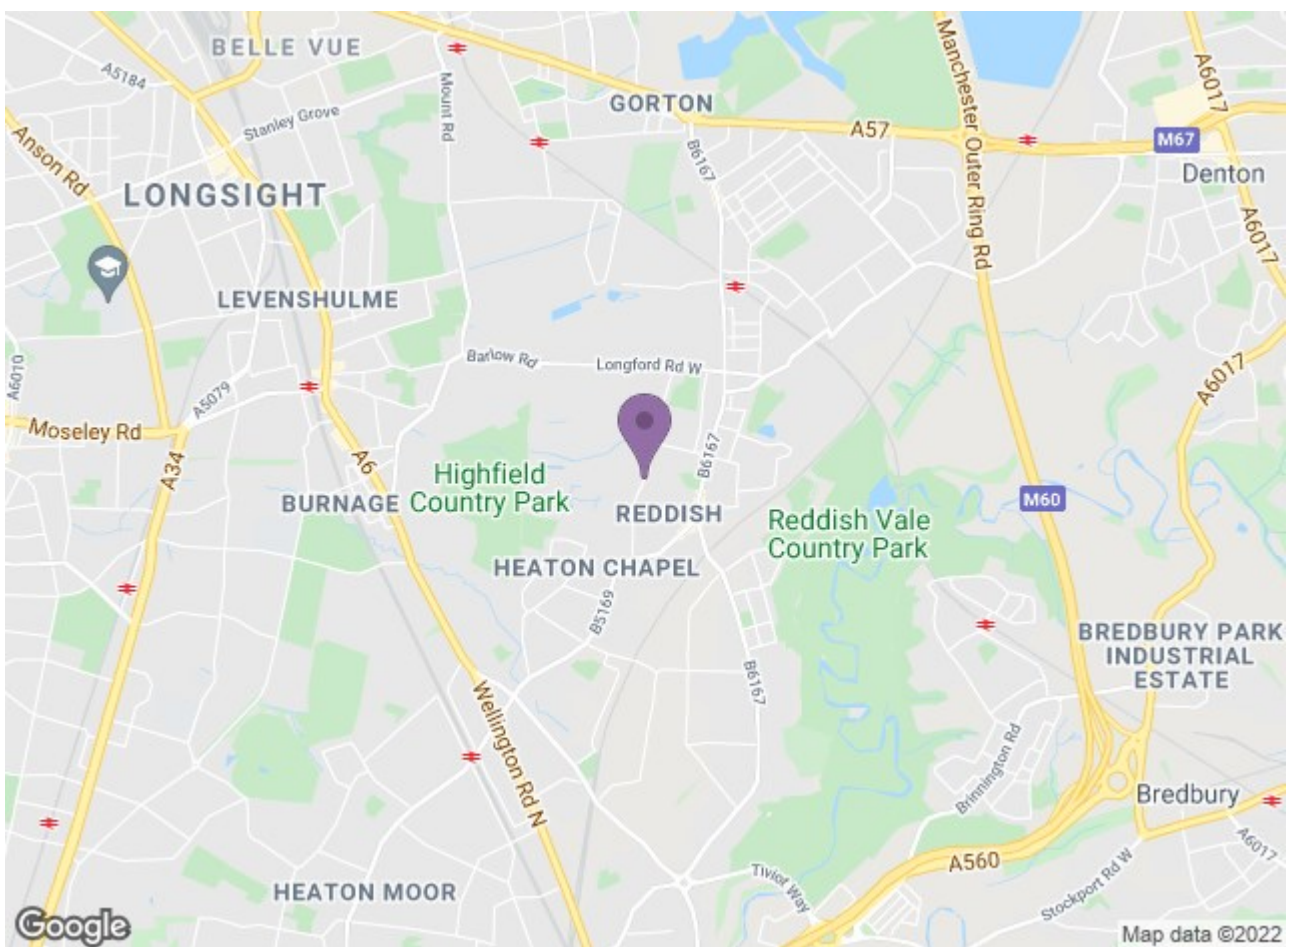 BELLE VUE
A5184
Stanley Grove
Mount Rd
GORTON
Manchester Outer Ring Rd
A6017
A57
M67
Denton
Anson Rd
LONGSIGHT
B6167
A6017
LEVENSHULME
Barlow Rd
Longford Rd W
A6010
A5079
A6017
Moseley Rd
A34
A6
B6167
Highfield
Country Park
BURNAGE
REDDISH
Reddish Vale
Country Park
M60
HEATON CHAPEL
B5169
B6167
BREDBURY PARK
INDUSTRIAL
ESTATE
Wellington Rd N
Brinnington Rd
Bredbury
A560
A6017
Tiviot Way
Stockport Rd W
HEATON MOOR
Google
Map data ©2022